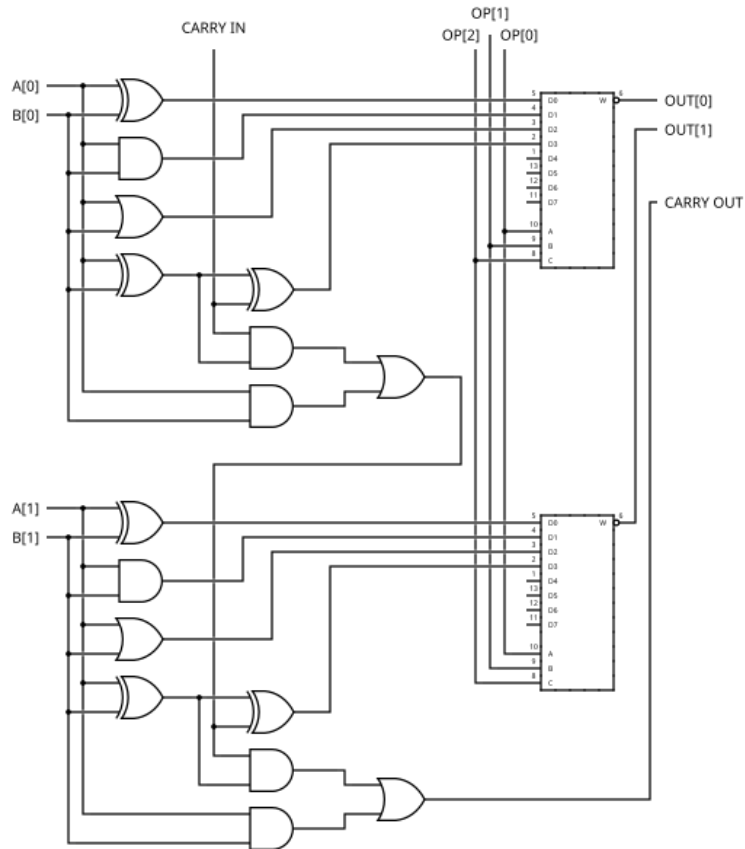 OP[1]
CARRY IN
OP[2]
OP[0]
A[0]
B[0]
5
D0
W
6
OUT[0]
4
D1
3
D2
OUT[1]
2
D3
1
D4
13
D5
12
D6
11
D7
CARRY OUT
10
A
9
B
8
C
A[1]
B[1]
5
D0
W
6
4
D1
3
D2
2
D3
1
D4
13
D5
12
D6
11
D7
10
A
9
B
8
C